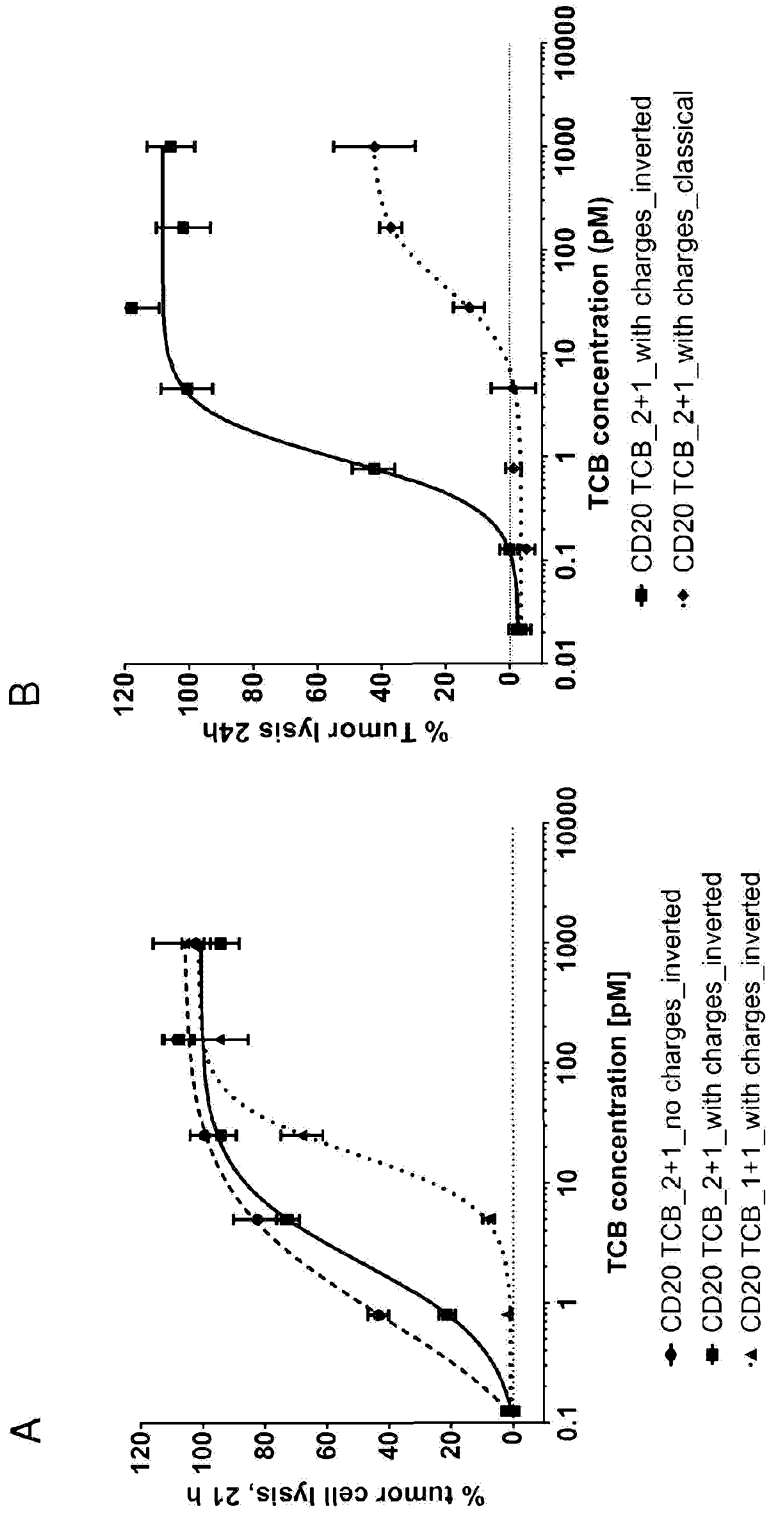 A
% tumor cell lysis, 21 h
120
100
80
60
40
20
0
0.1
1
10
100
1000
10000
TCB concentration [pM]
CD20 TCB_2+1_no charges_inverted
CD20 TCB_2+1_with charges_inverted
CD20 TCB_1+1_with charges_inverted
B
% Tumor lysis 24h
120
100
80
60
40
20
0
0.01
0.1
1
10
100
1000
10000
TCB concentration (pM)
CD20 TCB_2+1_with charges_inverted
CD20 TCB_2+1_with charges_classical